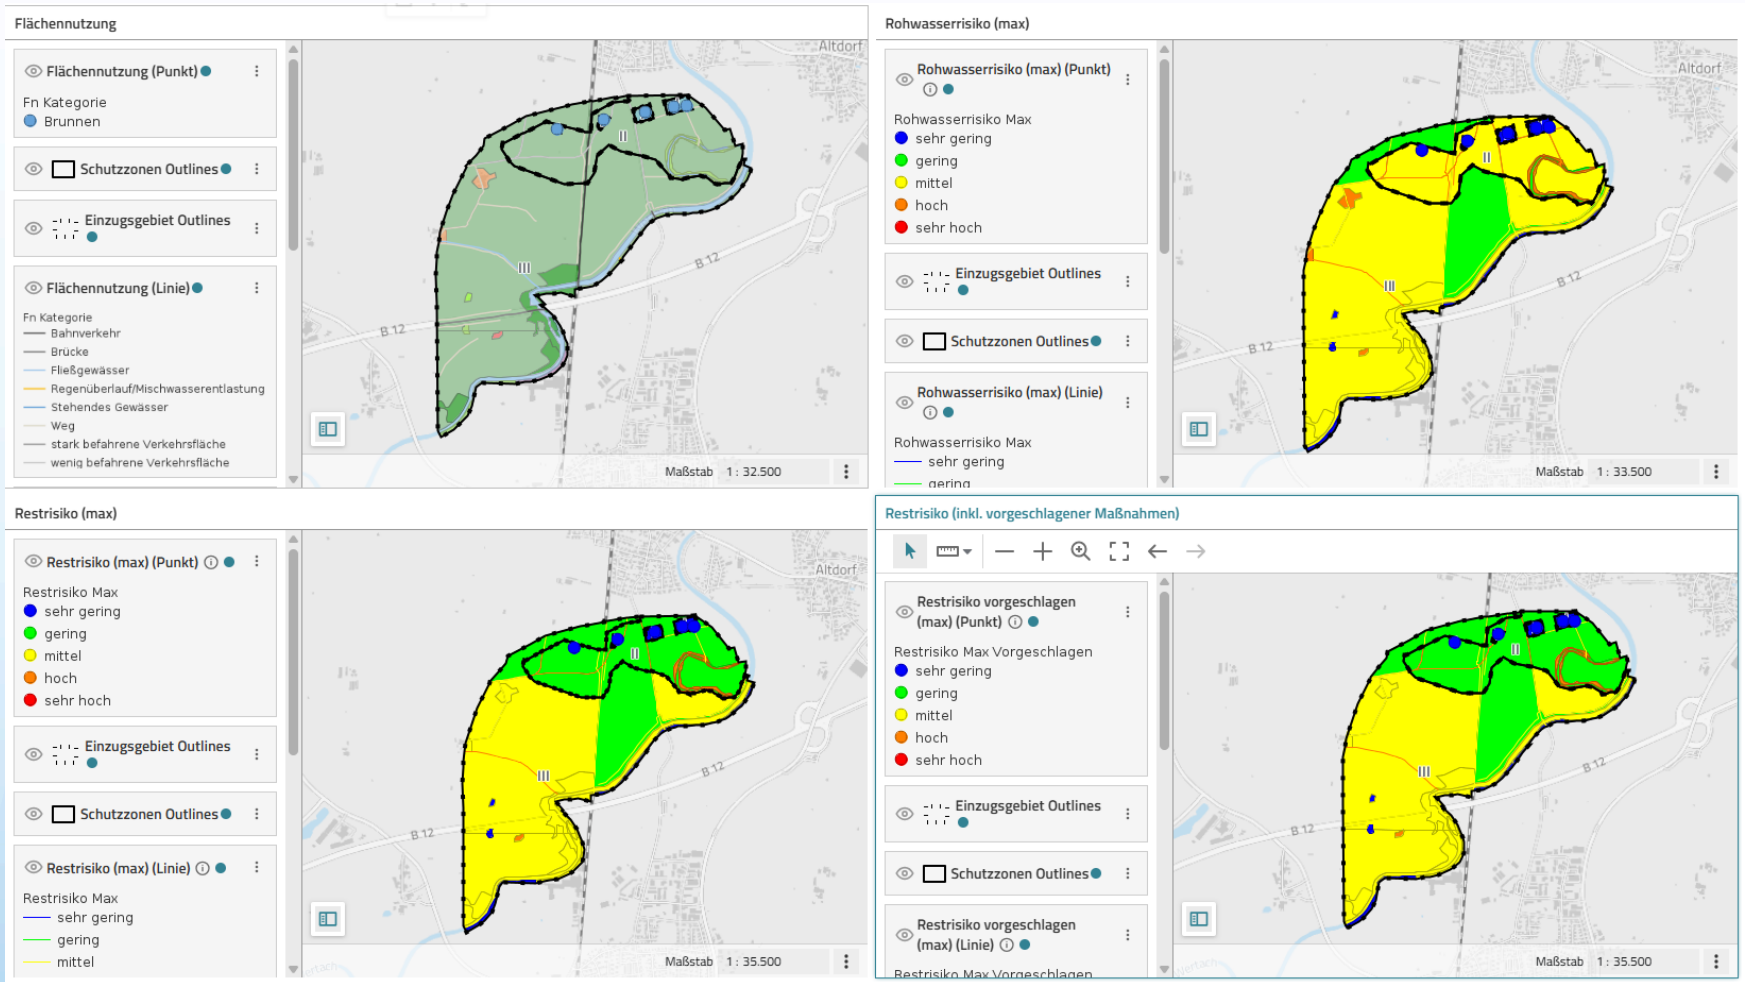 Flächennutzung
Flächennutzung (Punkt)
Fn Kategorie
Brunnen
Schutzzonen Outlines
Einzugsgebiet Outlines
Flächennutzung (Linie)
Fn Kategorie
Bahnverkehr
Brücke
Fließgewässer
Regenüberlauf/Mischwasserentlastung
Stehendes Gewässer
Weg
stark befahrene Verkehrsfläche
wenig befahrene Verkehrsfläche
Altdorf
II
III
B 12
B 12
Maßstab 1 : 32.500
Rohwasserrisiko (max)
Rohwasserrisiko (max) (Punkt)
Rohwasserrisiko Max
sehr gering
gering
mittel
hoch
sehr hoch
Einzugsgebiet Outlines
Schutzzonen Outlines
Rohwasserrisiko (max) (Linie)
Rohwasserrisiko Max
sehr gering
gering
Altdorf
II
III
B 12
B 12
Maßstab 1 : 33.500
Restrisiko (max)
Restrisiko (max) (Punkt)
Restrisiko Max
sehr gering
gering
mittel
hoch
sehr hoch
Einzugsgebiet Outlines
Schutzzonen Outlines
Restrisiko (max) (Linie)
Restrisiko Max
sehr gering
gering
mittel
Altdorf
II
III
B 12
B 12
Maßstab 1 : 35.500
Restrisiko (inkl. vorgeschlagener Maßnahmen)
Restrisiko vorgeschlagen
(max) (Punkt)
Restrisiko Max Vorgeschlagen
sehr gering
gering
mittel
hoch
sehr hoch
Einzugsgebiet Outlines
Schutzzonen Outlines
Restrisiko vorgeschlagen
(max) (Linie)
Restrisiko Max Vorgeschlagen
II
III
B 12
B 12
Maßstab 1 : 35.500